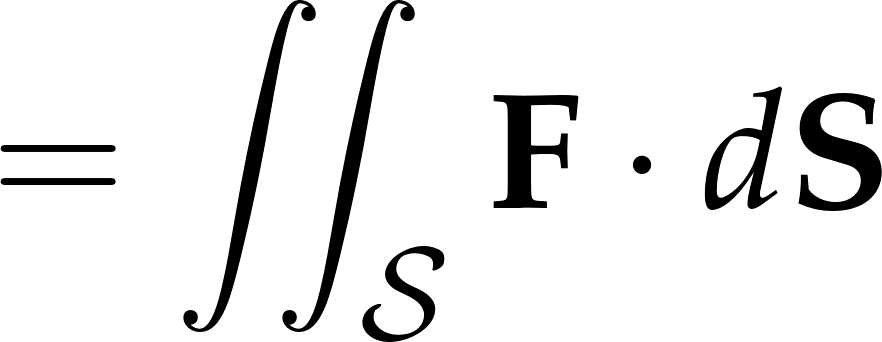 = ∬_𝒮 𝐅 · d𝐒